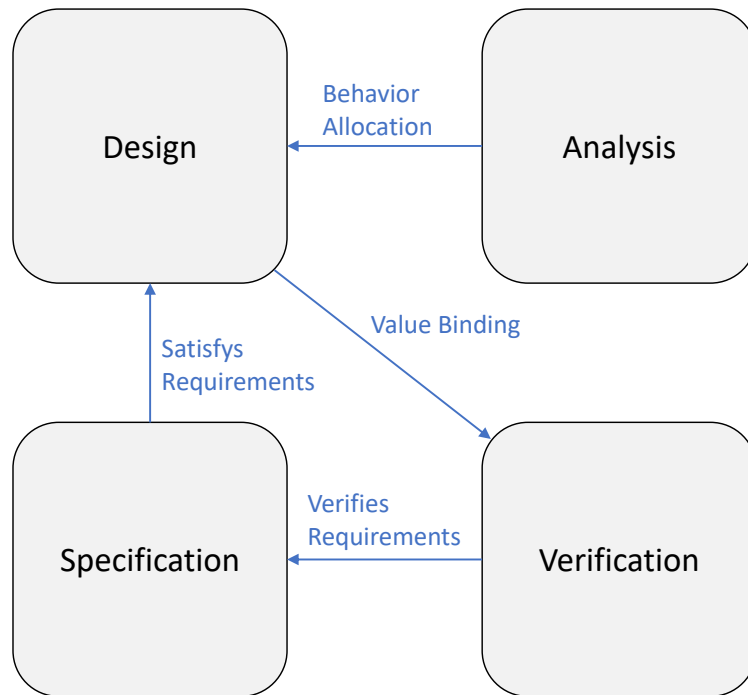 Behavior
Allocation
Design
Analysis
Value Binding
Satisfys
Requirements
Verifies
Requirements
Specification
Verification